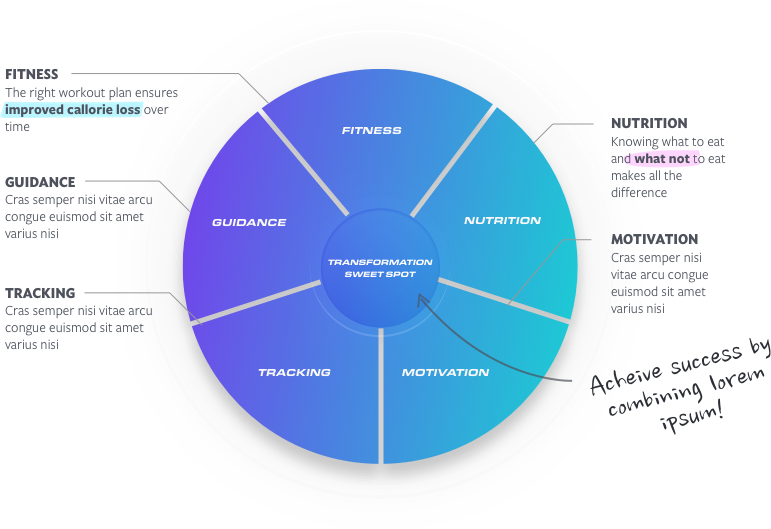 FITNESS
The right workout plan ensures
improved callorie loss over
time
GUIDANCE
Cras semper nisi vitae arcu
congue euismod sit amet
varius nisi
TRACKING
Cras semper nisi vitae arcu
congue euismod sit amet
varius nisi
FITNESS
GUIDANCE
NUTRITION
TRANSFORMATION
SWEET SPOT
TRACKING
MOTIVATION
NUTRITION
Knowing what to eat
and what not to eat
makes all the
difference
MOTIVATION
Cras semper nisi
vitae arcu congue
euismod sit amet
varius nisi
Acheive success by
combining lorem
ipsum!